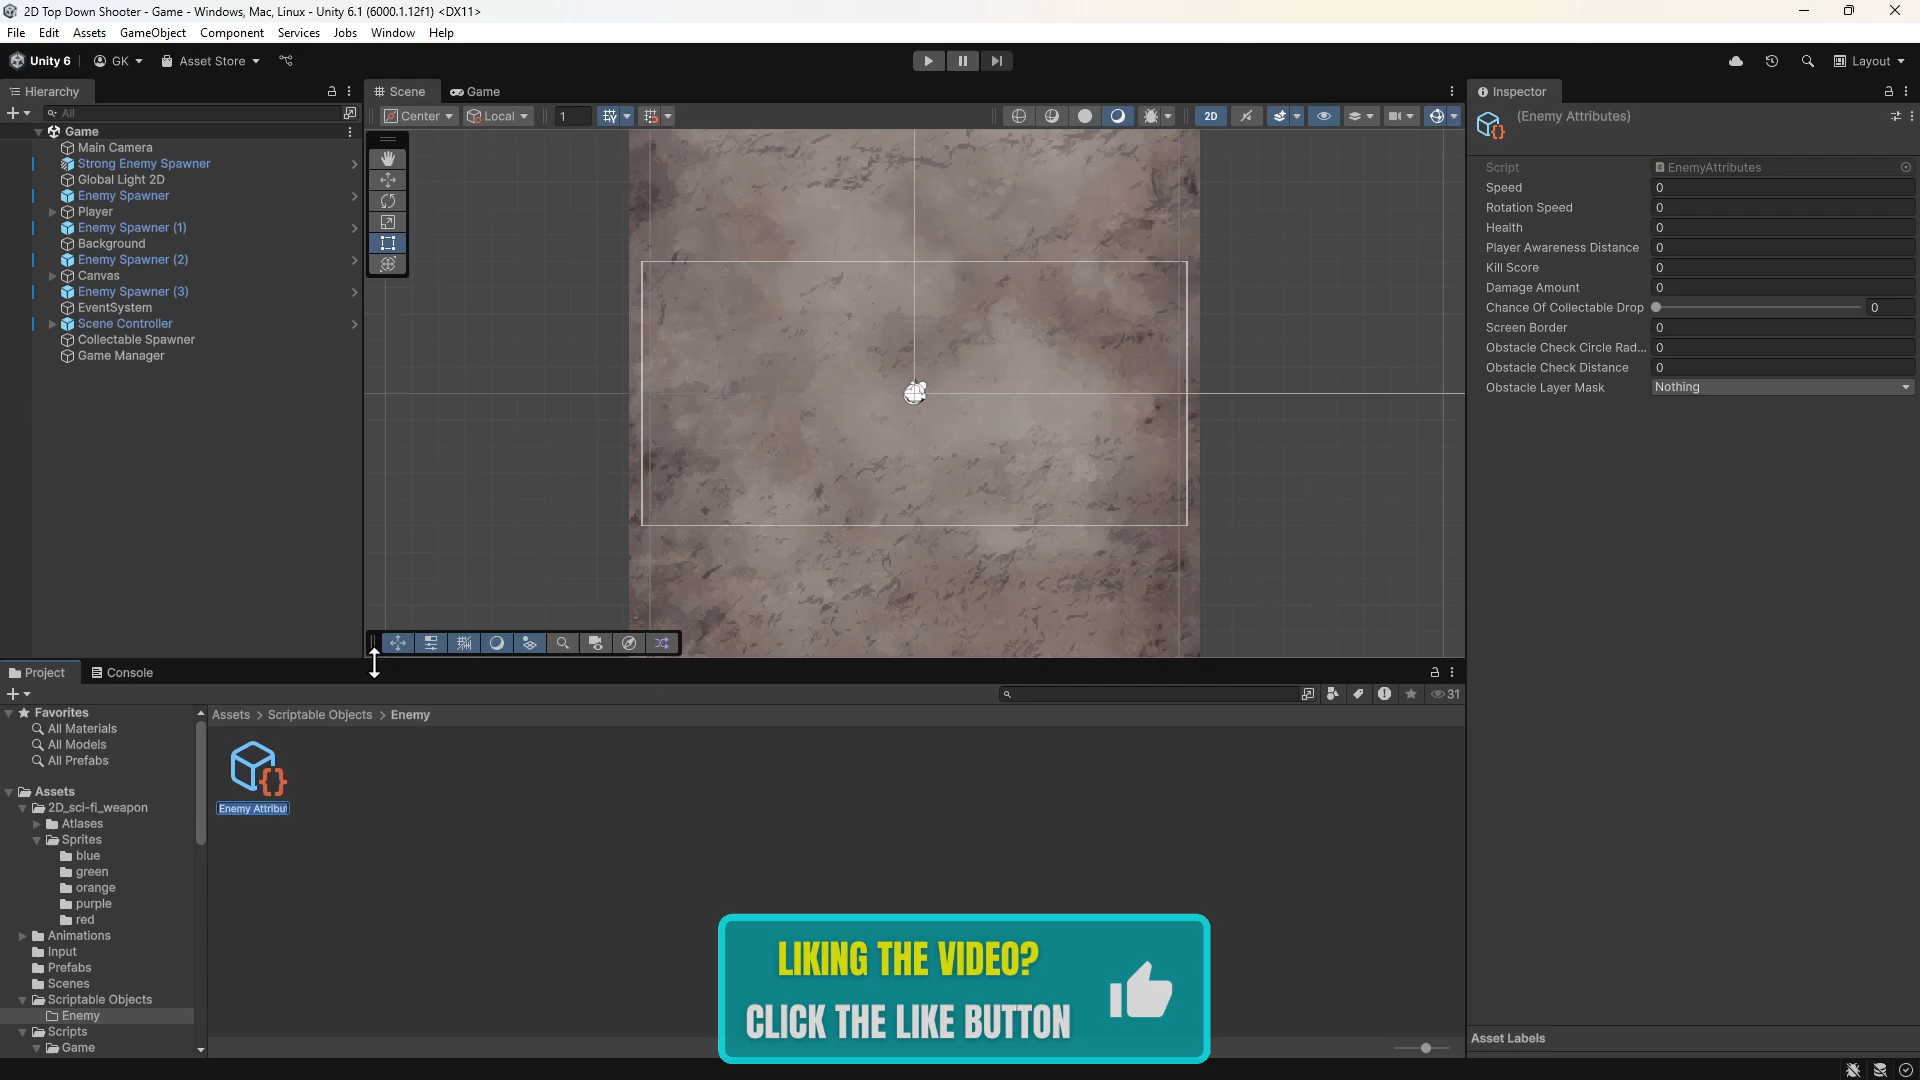 2D Top Down Shooter - Game - Windows, Mac, Linux - Unity 6.1 (6000.1.12f1) <DX11>
File Edit Assets GameObject Component Services Jobs Window Help
Unity 6 GK Asset Store Layout
Hierarchy
All
Game
Main Camera
Strong Enemy Spawner
Global Light 2D
Enemy Spawner
Player
Enemy Spawner (1)
Background
Enemy Spawner (2)
Canvas
Enemy Spawner (3)
EventSystem
Scene Controller
Collectable Spawner
Game Manager
Scene Game
Center Local 1 2D
Inspector
(Enemy Attributes)
Script EnemyAttributes
Speed 0
Rotation Speed 0
Health 0
Player Awareness Distance 0
Kill Score 0
Damage Amount 0
Chance Of Collectable Drop 0
Screen Border 0
Obstacle Check Circle Rad... 0
Obstacle Check Distance 0
Obstacle Layer Mask Nothing
Project Console
31
Favorites
All Materials
All Models
All Prefabs
Assets
2D_sci-fi_weapon
Atlases
Sprites
blue
green
orange
purple
red
Animations
Input
Prefabs
Scenes
Scriptable Objects
Enemy
Scripts
Game
Assets > Scriptable Objects > Enemy
Enemy Attribut
LIKING THE VIDEO?
CLICK THE LIKE BUTTON
Asset Labels